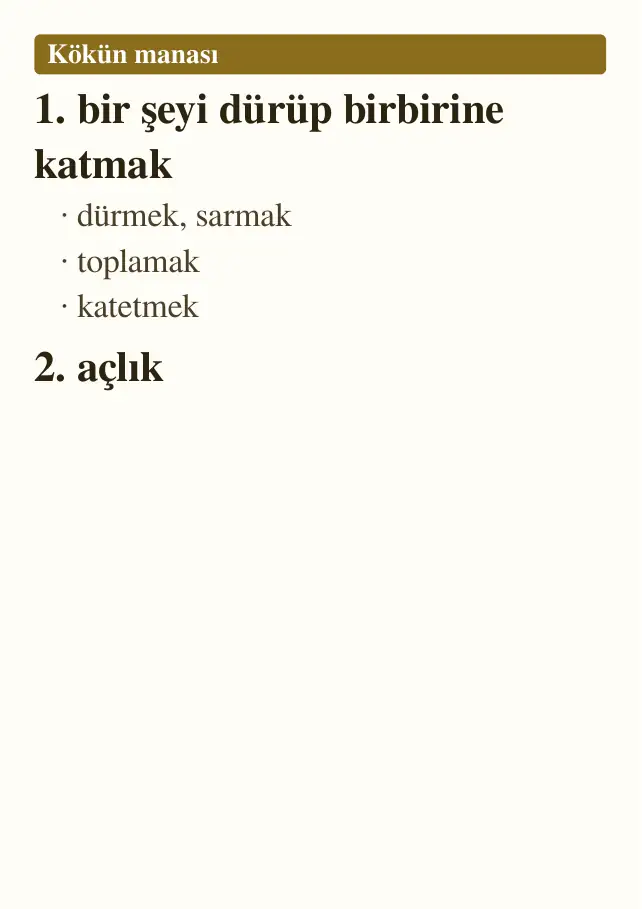 Kökün manası
1. bir şeyi dürüp birbirine
katmak
· dürmek, sarmak
· toplamak
· katetmek
2. açlık